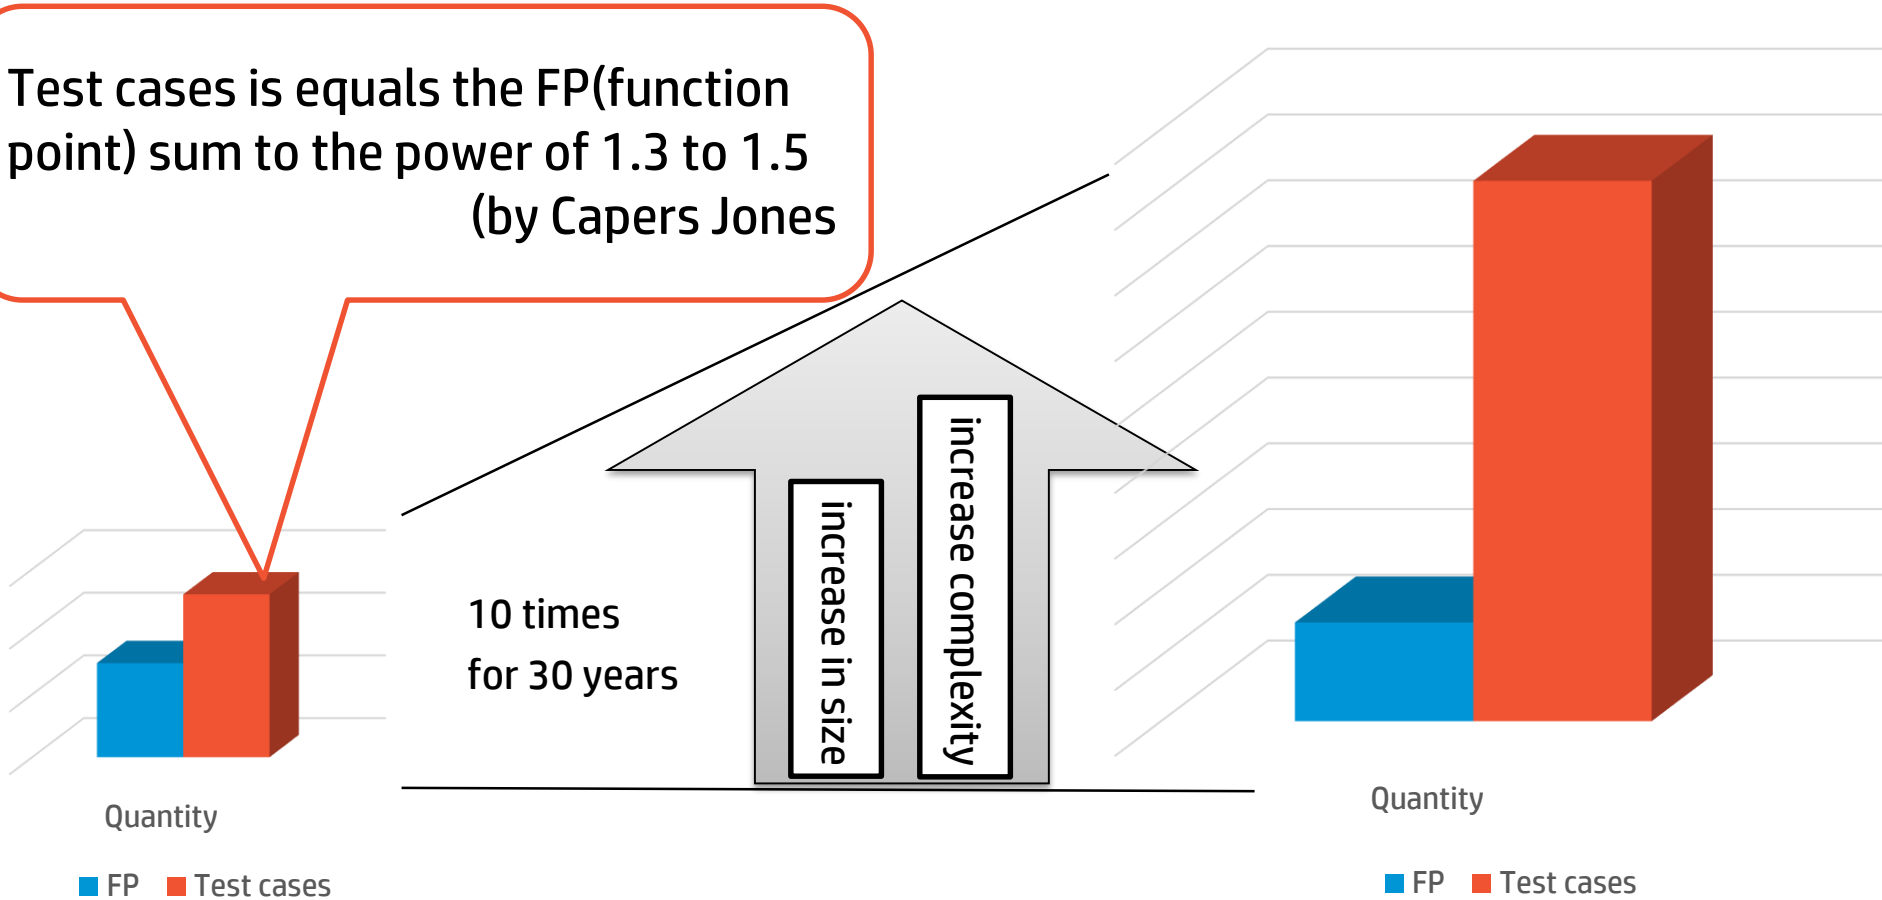 Test cases is equals the FP(function
point) sum to the power of 1.3 to 1.5
(by Capers Jones
10 times
for 30 years
increase in size
increase complexity
Quantity
FP Test cases
Quantity
FP Test cases